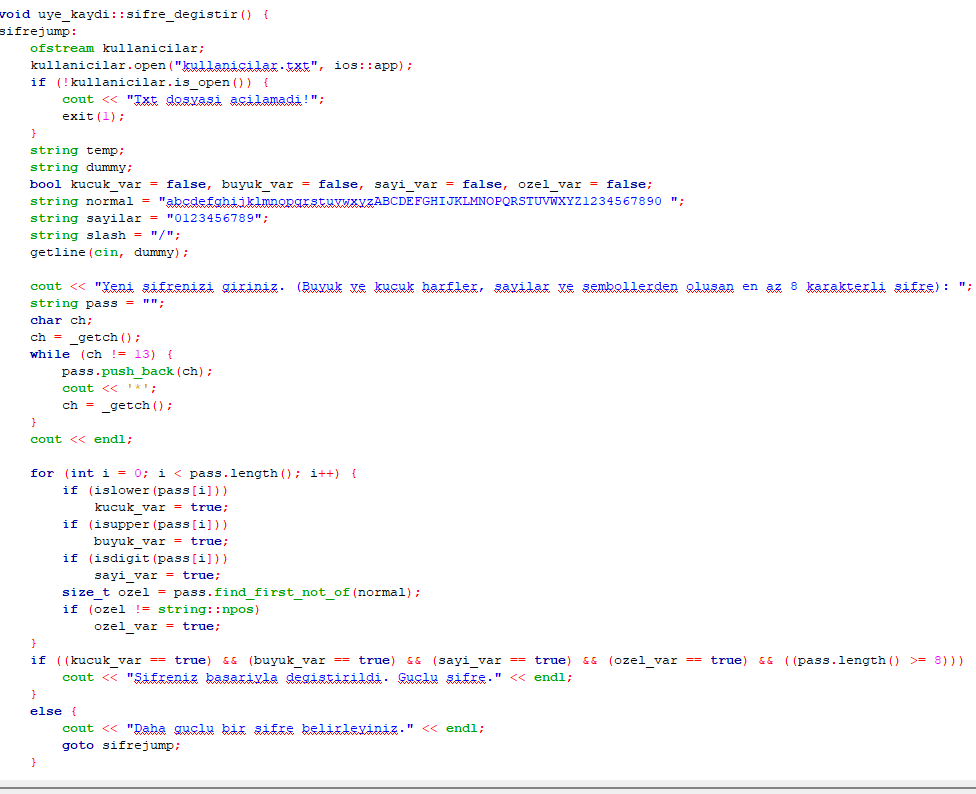 void uye_kaydi::sifre_degistir() {
sifrejump:
    ofstream kullanicilar;
    kullanicilar.open("kullanicilar.txt", ios::app);
    if (!kullanicilar.is_open()) {
        cout << "Txt dosyasi acilamadi!";
        exit(1);
    }
    string temp;
    string dummy;
    bool kucuk_var = false, buyuk_var = false, sayi_var = false, ozel_var = false;
    string normal = "abcdefghijklmnopqrstuvwxyzABCDEFGHIJKLMNOPQRSTUVWXYZ1234567890 ";
    string sayilar = "0123456789";
    string slash = "/";
    getline(cin, dummy);

    cout << "Yeni sifrenizi giriniz. (Buyuk ve kucuk harfler, sayilar ve sembollerden olusan en az 8 karakterli sifre): ";
    string pass = "";
    char ch;
    ch = _getch();
    while (ch != 13) {
        pass.push_back(ch);
        cout << '*';
        ch = _getch();
    }
    cout << endl;

    for (int i = 0; i < pass.length(); i++) {
        if (islower(pass[i]))
            kucuk_var = true;
        if (isupper(pass[i]))
            buyuk_var = true;
        if (isdigit(pass[i]))
            sayi_var = true;
        size_t ozel = pass.find_first_not_of(normal);
        if (ozel != string::npos)
            ozel_var = true;
    }
    if ((kucuk_var == true) && (buyuk_var == true) && (sayi_var == true) && (ozel_var == true) && ((pass.length() >= 8)))
        cout << "Sifreniz basariyla degistirildi. Guclu sifre." << endl;
    }
    else {
        cout << "Daha guclu bir sifre belirleyiniz." << endl;
        goto sifrejump;
    }